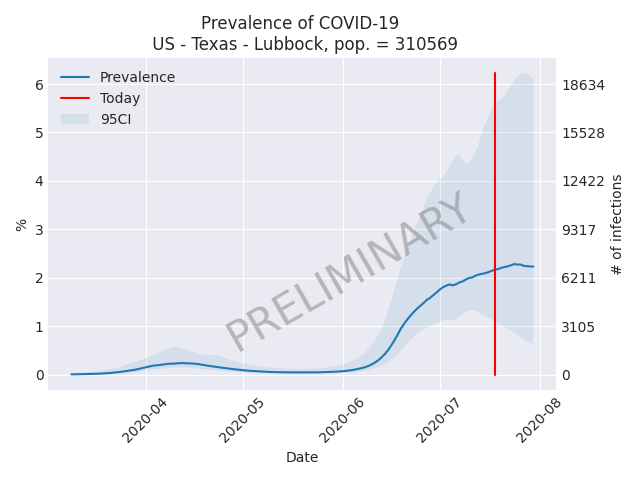 Prevalence of COVID-19
US - Texas - Lubbock, pop. = 310569
Prevalence
Today
95CI
6
5
4
3
2
1
0
%
18634
15528
12422
9317
6211
3105
0
# of infections
PRELIMINARY
2020-04
2020-05
2020-06
2020-07
2020-08
Date